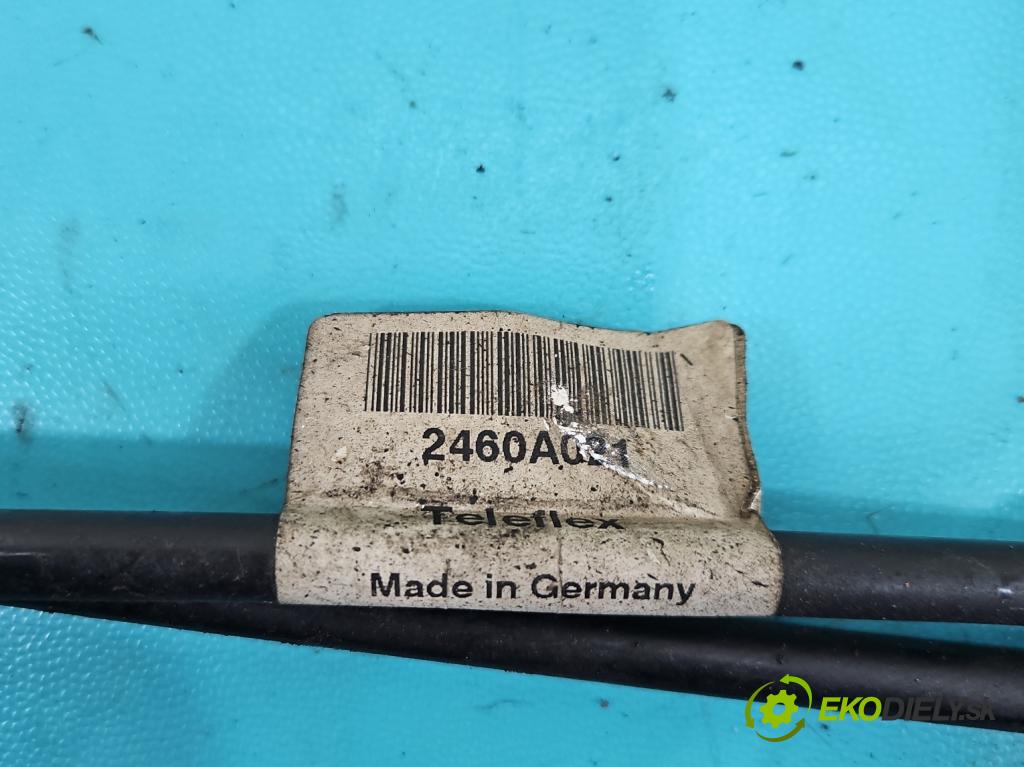 2460A021
Teleflex
Made in Germany
EKODIELY.SK